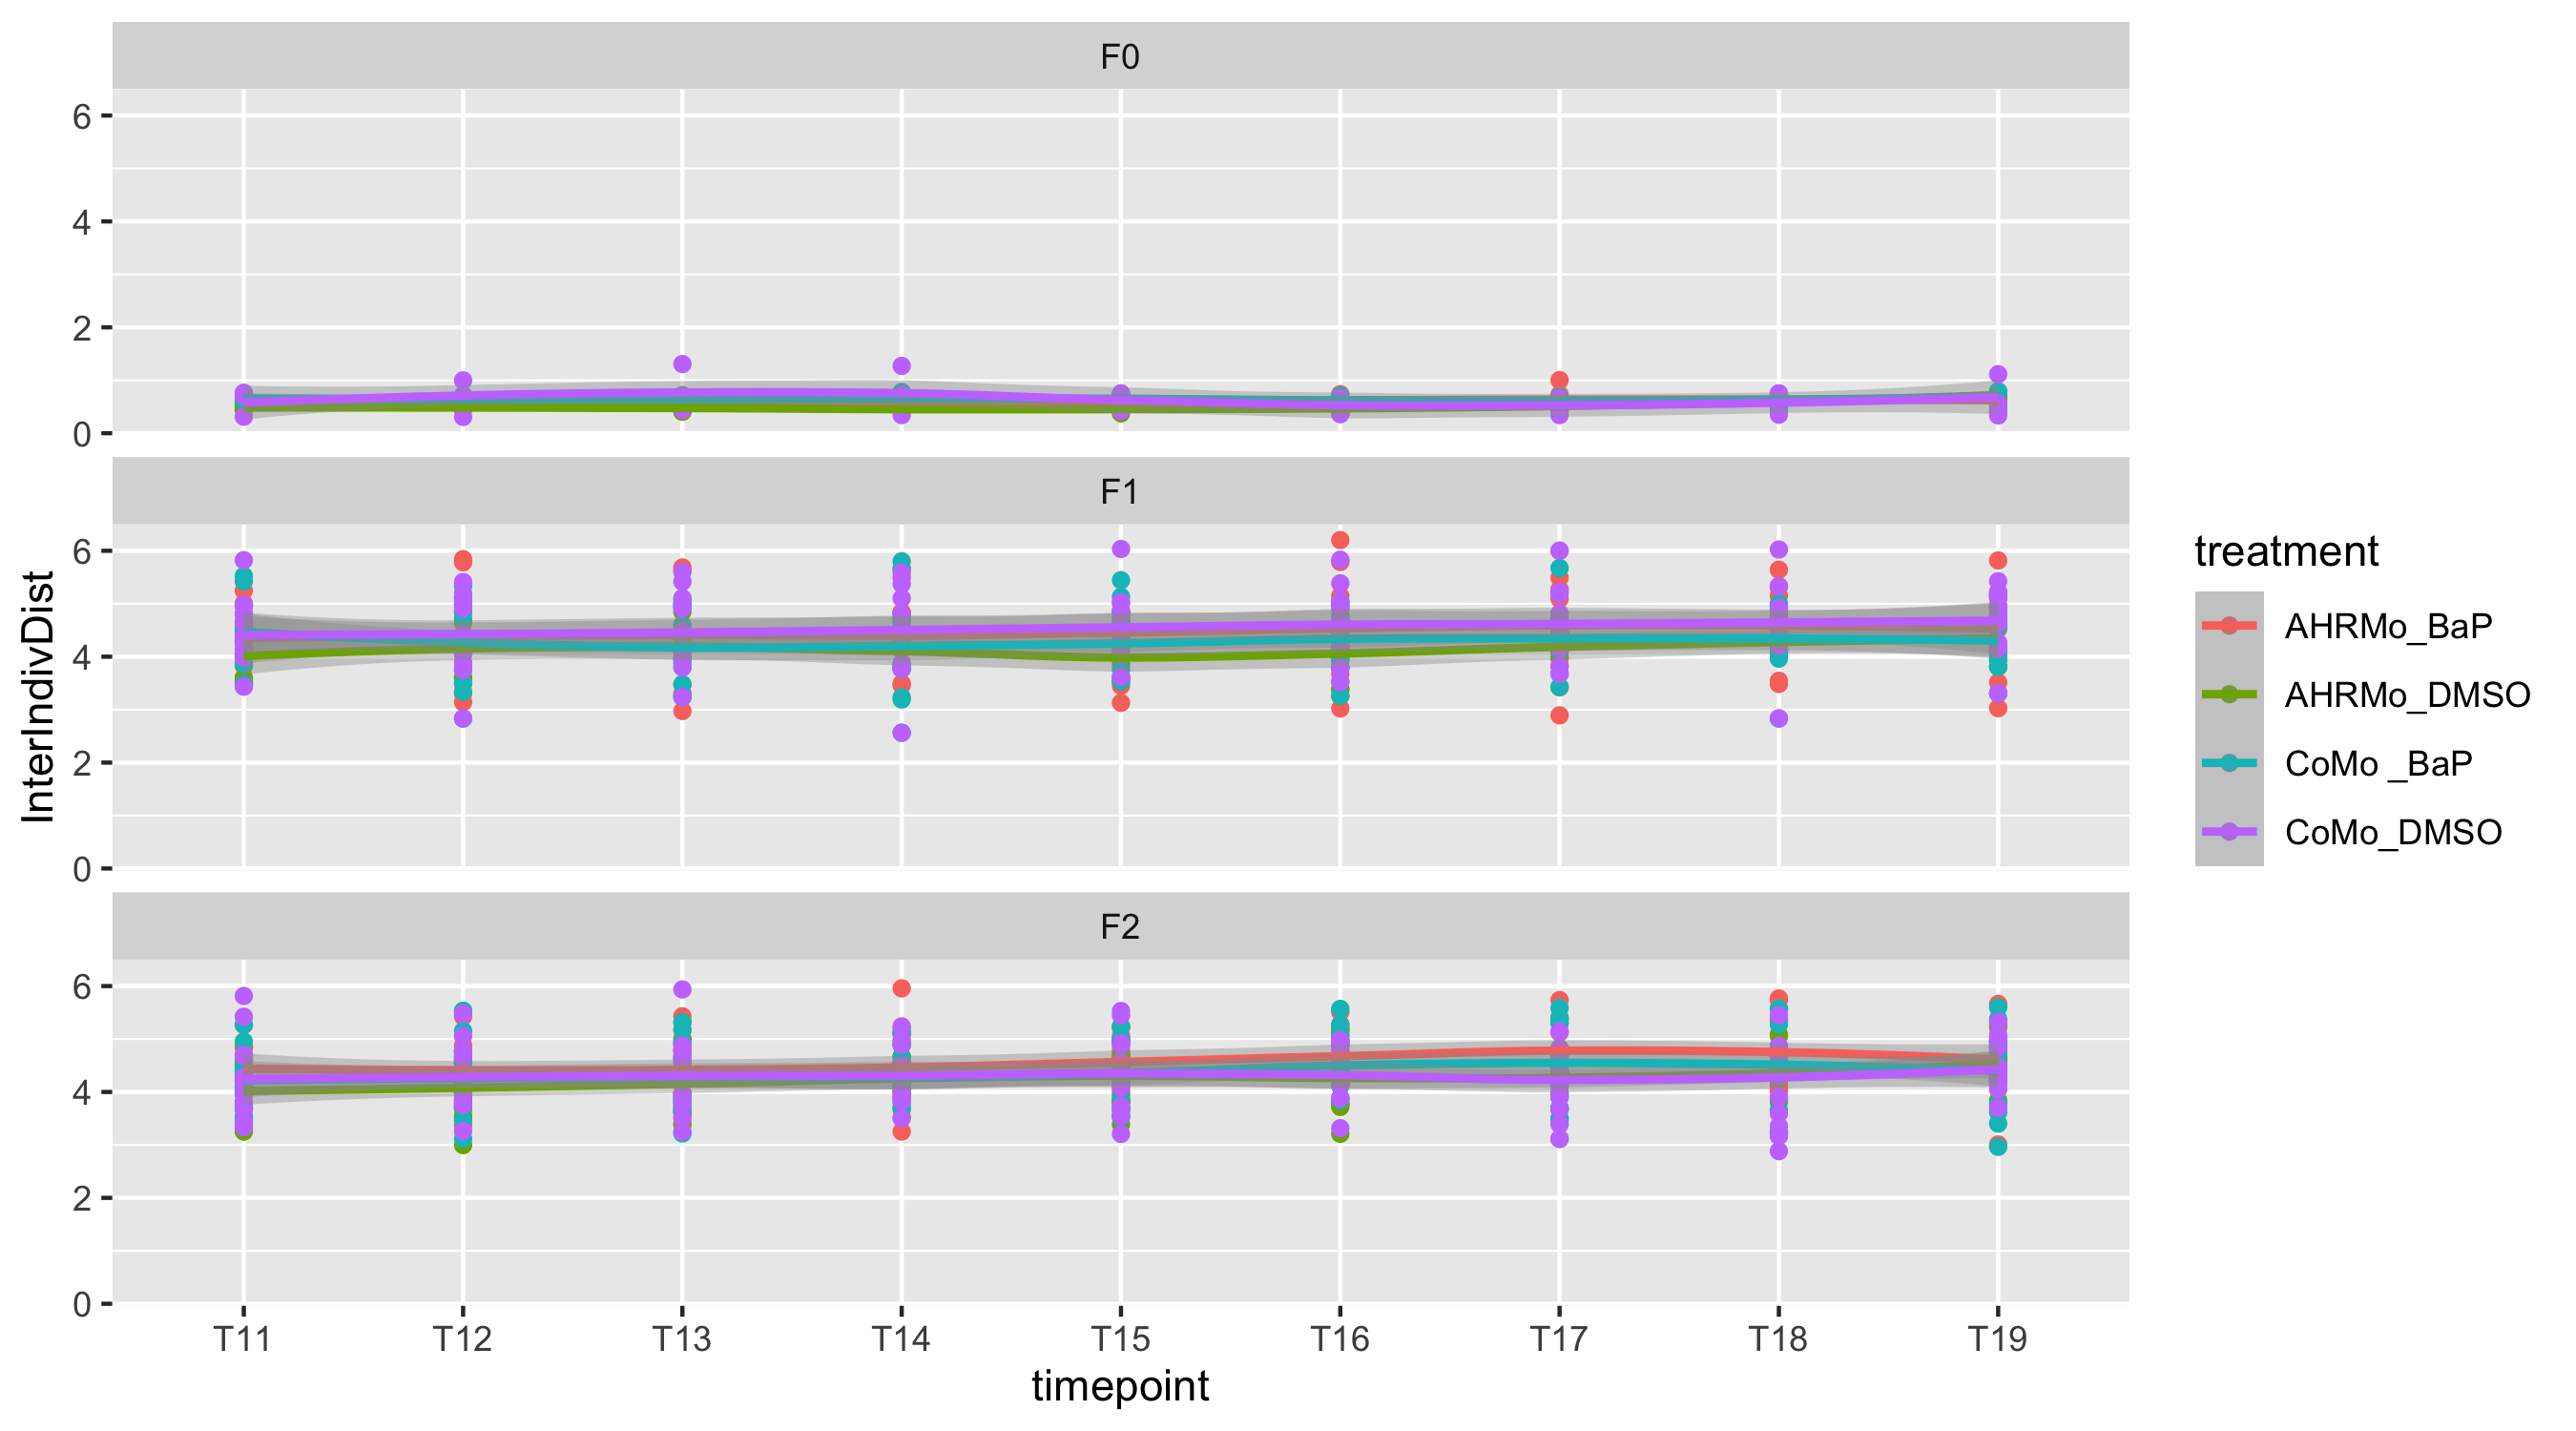 F0
6
4
2
0
F1
6
4
2
0
F2
6
4
2
0
InterIndivDist
T11 T12 T13 T14 T15 T16 T17 T18 T19
timepoint
treatment
AHRMo_BaP
AHRMo_DMSO
CoMo _BaP
CoMo_DMSO